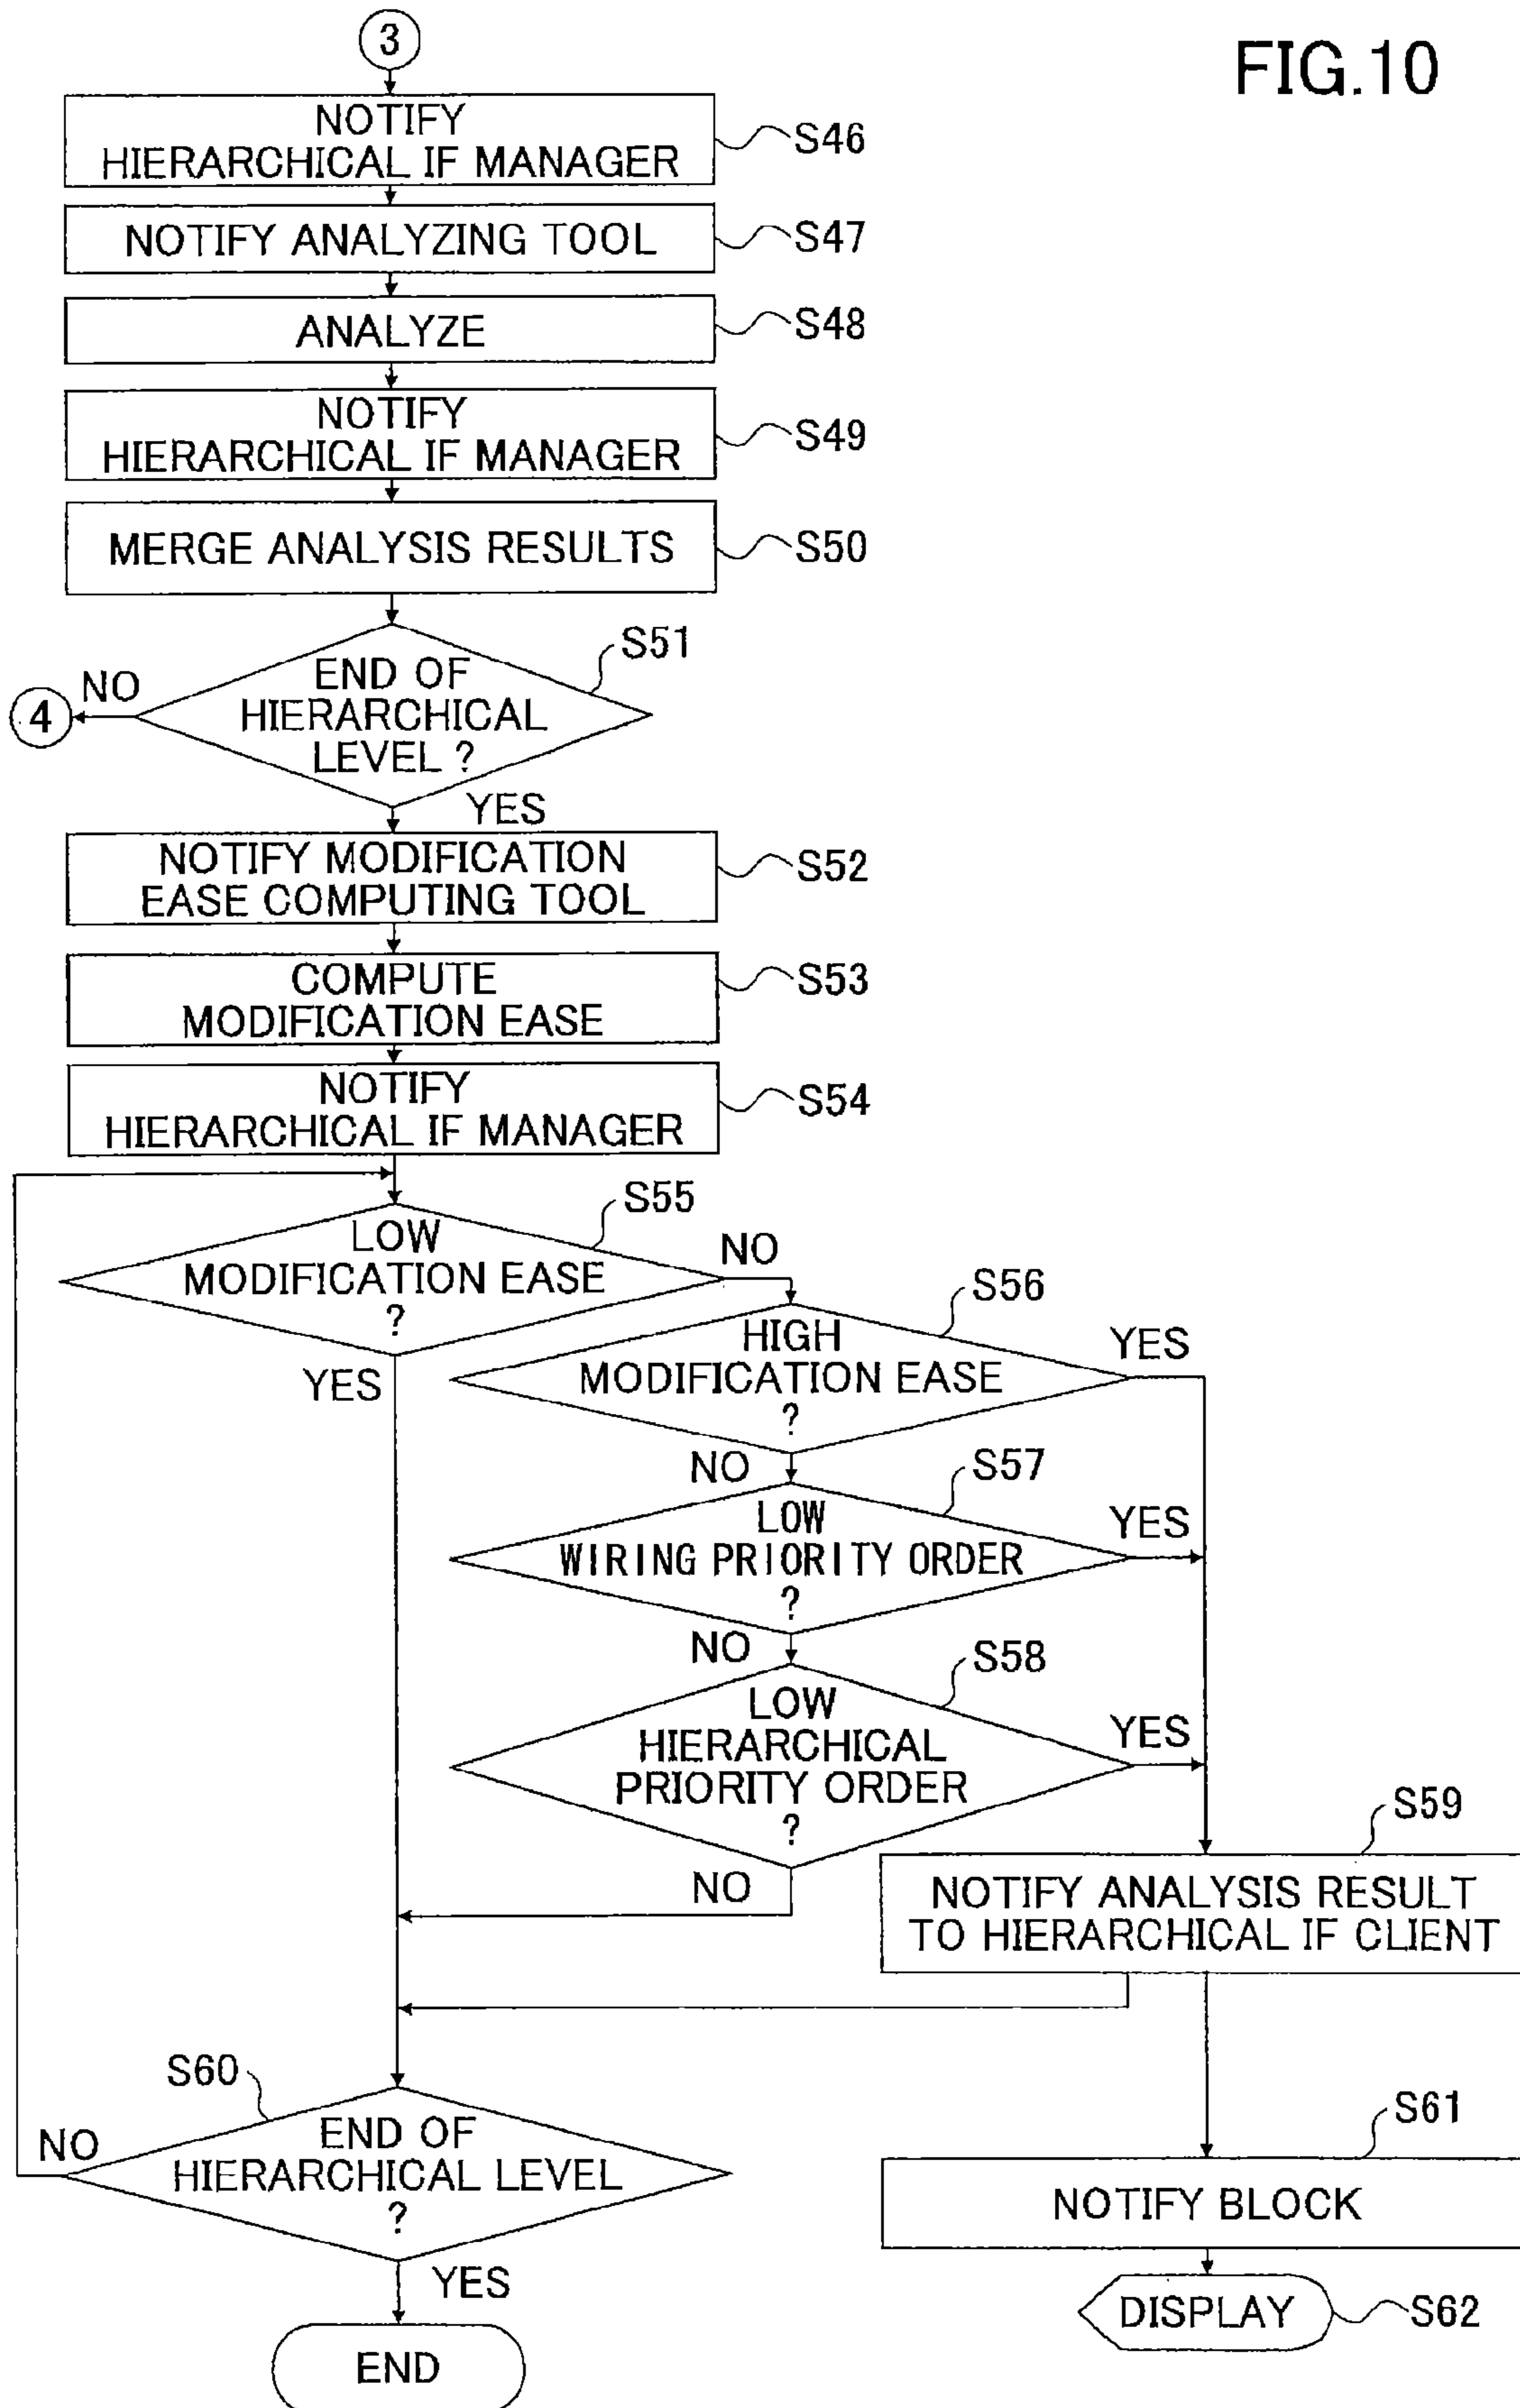 FIG.10
3
NOTIFY
HIERARCHICAL IF MANAGER
S46
NOTIFY ANALYZING TOOL
S47
ANALYZE
S48
NOTIFY
HIERARCHICAL IF MANAGER
S49
MERGE ANALYSIS RESULTS
S50
S51
END OF
HIERARCHICAL
LEVEL ?
NO
4
YES
NOTIFY MODIFICATION
EASE COMPUTING TOOL
S52
COMPUTE
MODIFICATION EASE
S53
NOTIFY
HIERARCHICAL IF MANAGER
S54
S55
LOW
MODIFICATION EASE
?
NO
YES
S56
HIGH
MODIFICATION EASE
?
YES
NO
S57
LOW
WIRING PRIORITY ORDER
?
YES
NO
S58
LOW
HIERARCHICAL
PRIORITY ORDER
?
YES
NO
S59
NOTIFY ANALYSIS RESULT
TO HIERARCHICAL IF CLIENT
S60
END OF
HIERARCHICAL LEVEL
?
NO
YES
END
S61
NOTIFY BLOCK
DISPLAY
S62